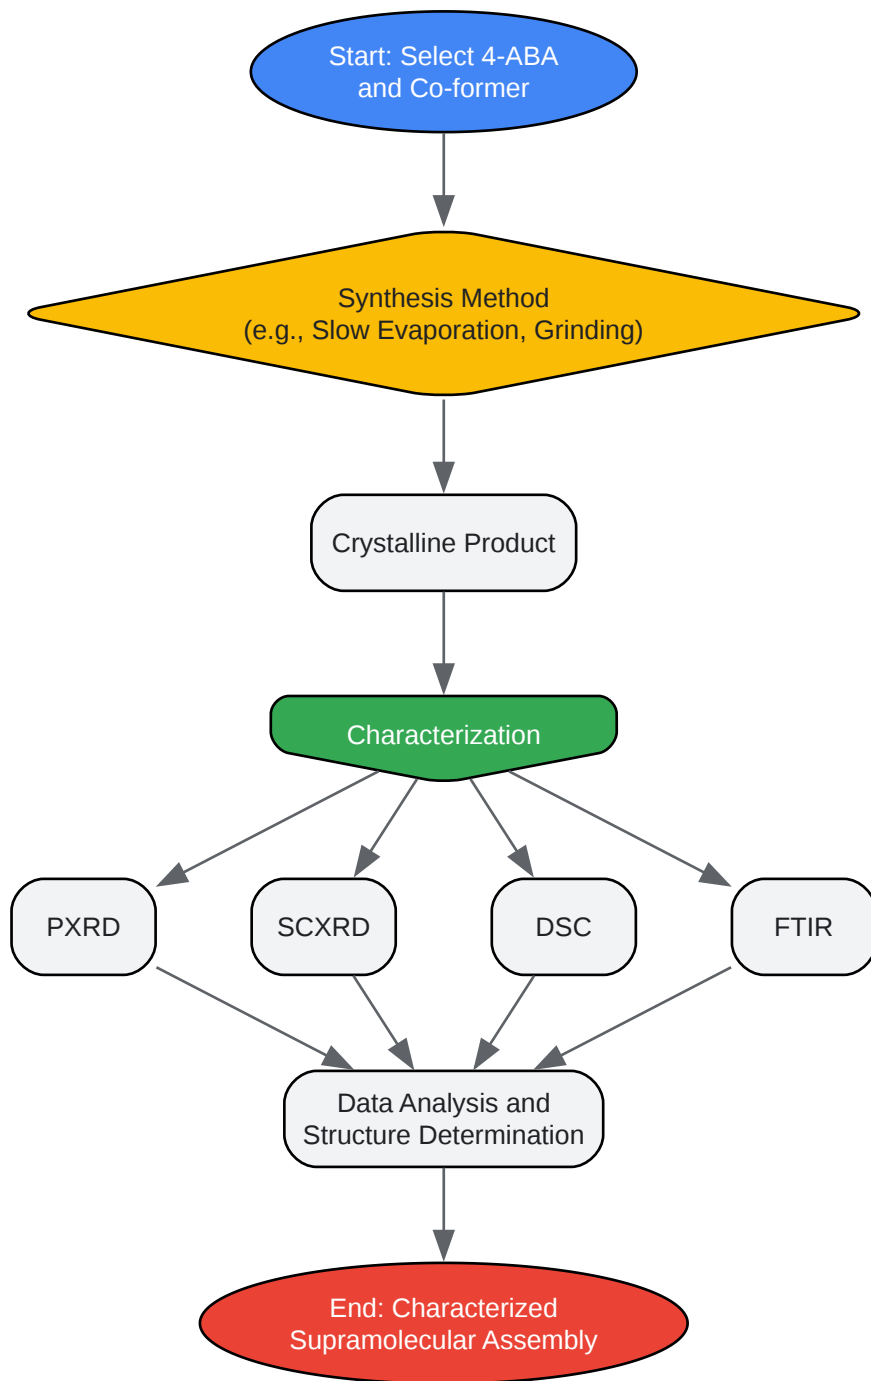 Start: Select 4-ABA
and Co-former
Synthesis Method
(e.g., Slow Evaporation, Grinding)
Crystalline Product
Characterization
PXRD
SCXRD
DSC
FTIR
Data Analysis and
Structure Determination
End: Characterized
Supramolecular Assembly